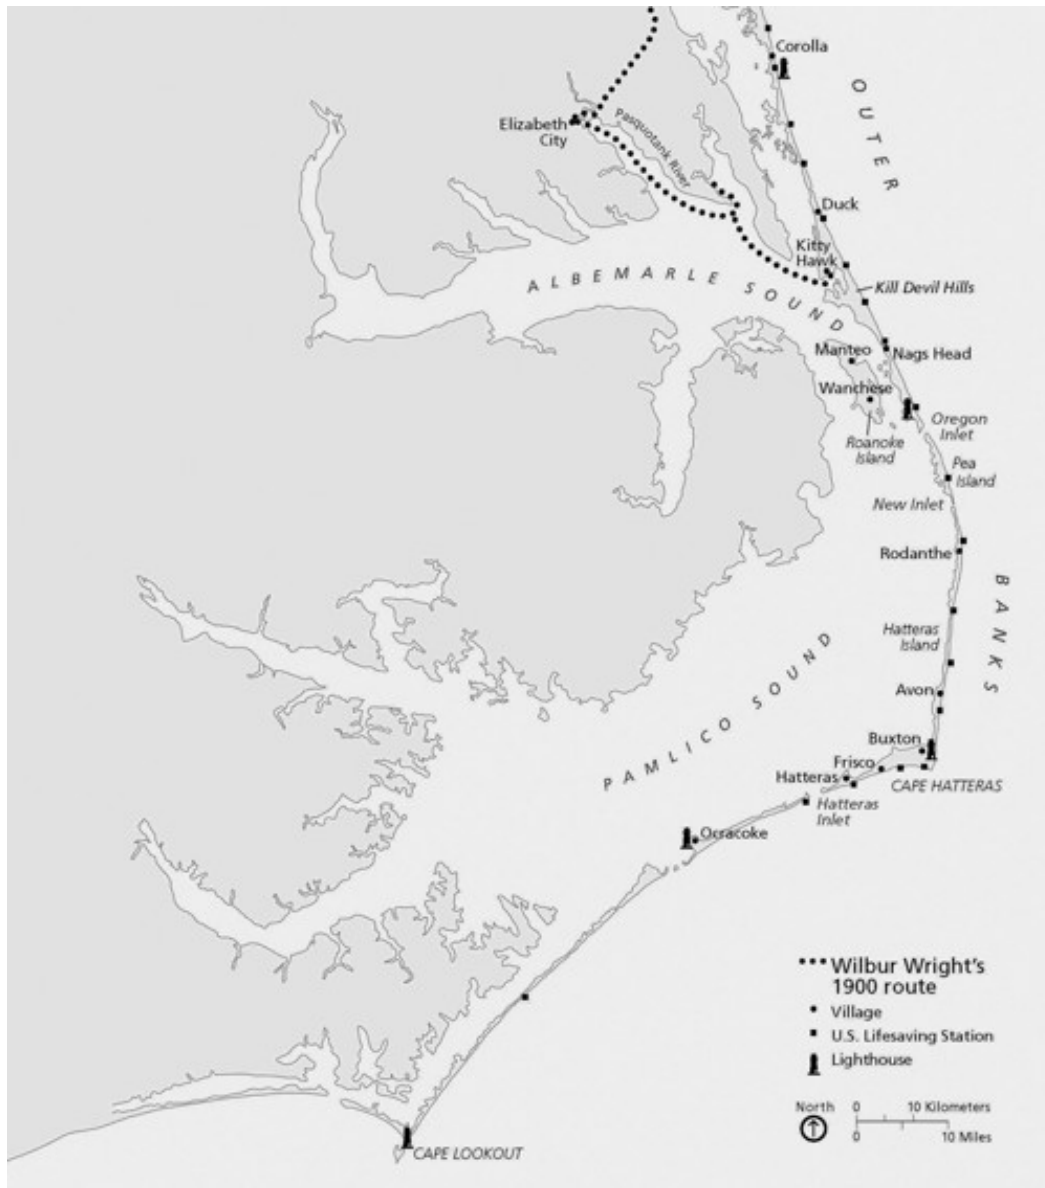 Corolla
OUTER
Elizabeth
City
Pasquotank River
Duck
Kitty
Hawk
ALBEMARLE SOUND
Kill Devil Hills
Manteo
Nags Head
Wanchese
Oregon
Inlet
Roanoke
Island
Pea
Island
New Inlet
Rodanthe
BANKS
Hatteras
Island
PAMLICO SOUND
Avon
Buxton
Frisco
Hatteras
CAPE HATTERAS
Hatteras
Inlet
Ocracoke
Wilbur Wright's
1900 route
Village
U.S. Lifesaving Station
Lighthouse
North
0 10 Kilometers
0 10 Miles
CAPE LOOKOUT